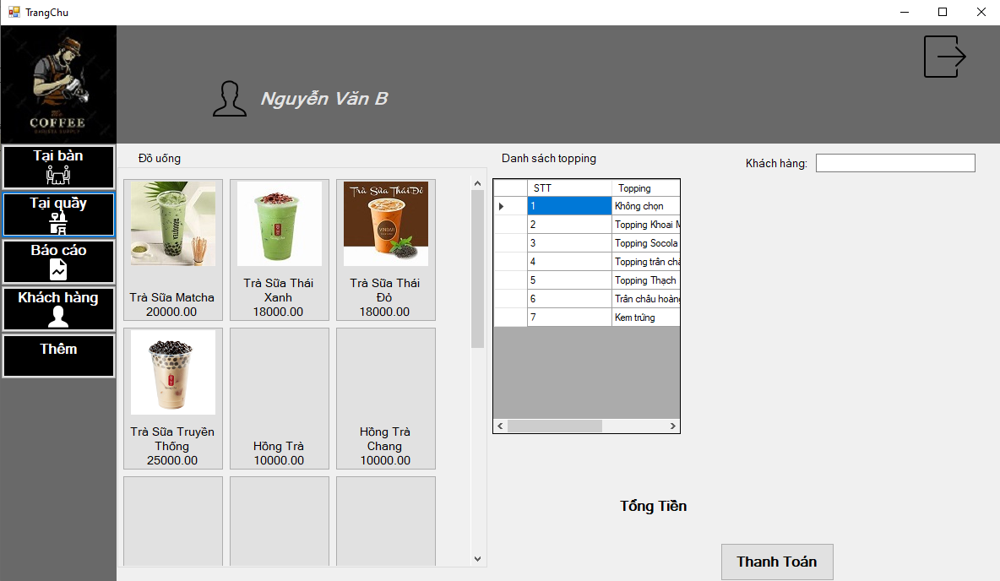 TrangChu
COFFEE
Nguyễn Văn B
Tại bàn
Tại quầy
Báo cáo
Khách hàng
Thêm
Đồ uống
Trà Sữa Matcha
20000.00
Trà Sữa Thái
Xanh
18000.00
Trà Sữa Thái Đỏ
Trà Sữa Thái
Đỏ
18000.00
Trà Sữa Truyền
Thống
25000.00
Hồng Trà
10000.00
Hồng Trà
Chang
10000.00
Danh sách topping
STT Topping
1 Không chọn
2 Topping Khoai M
3 Topping Socola
4 Topping trân châ
5 Topping Thạch
6 Trân châu hoàng
7 Kem trứng
Khách hàng:
Tổng Tiền
Thanh Toán